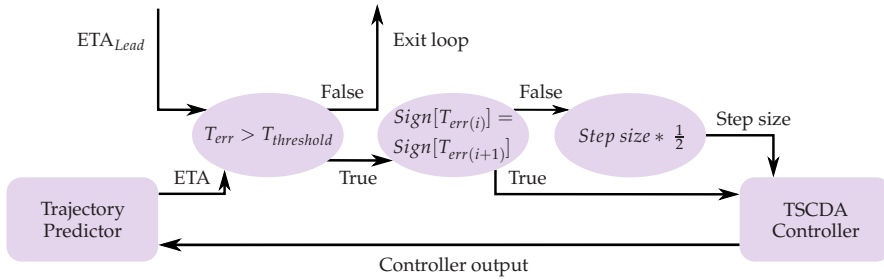 ETA_Lead
Exit loop
False
False
T_err > T_threshold
Sign[T_err(i)] =
Sign[T_err(i+1)]
Step size * 1/2
Step size
ETA
True
True
Trajectory
Predictor
TSCDA
Controller
Controller output